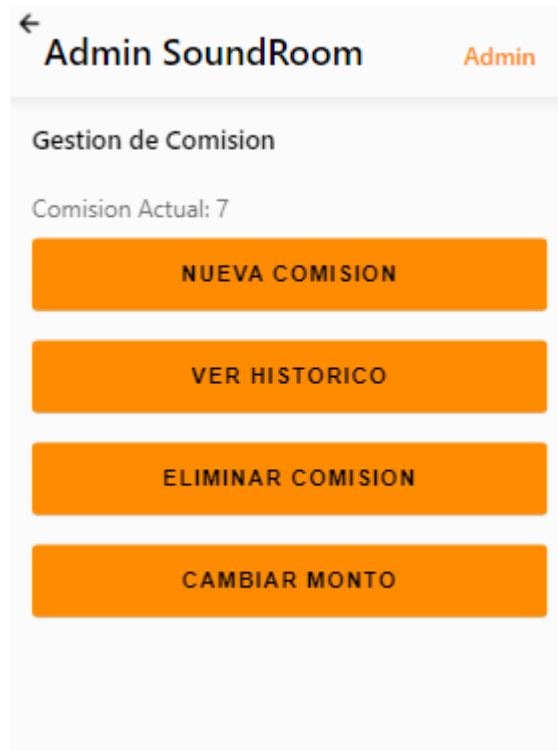 Admin SoundRoom
Admin
Gestion de Comision
Comision Actual: 7
NUEVA COMISION
VER HISTORICO
ELIMINAR COMISION
CAMBIAR MONTO